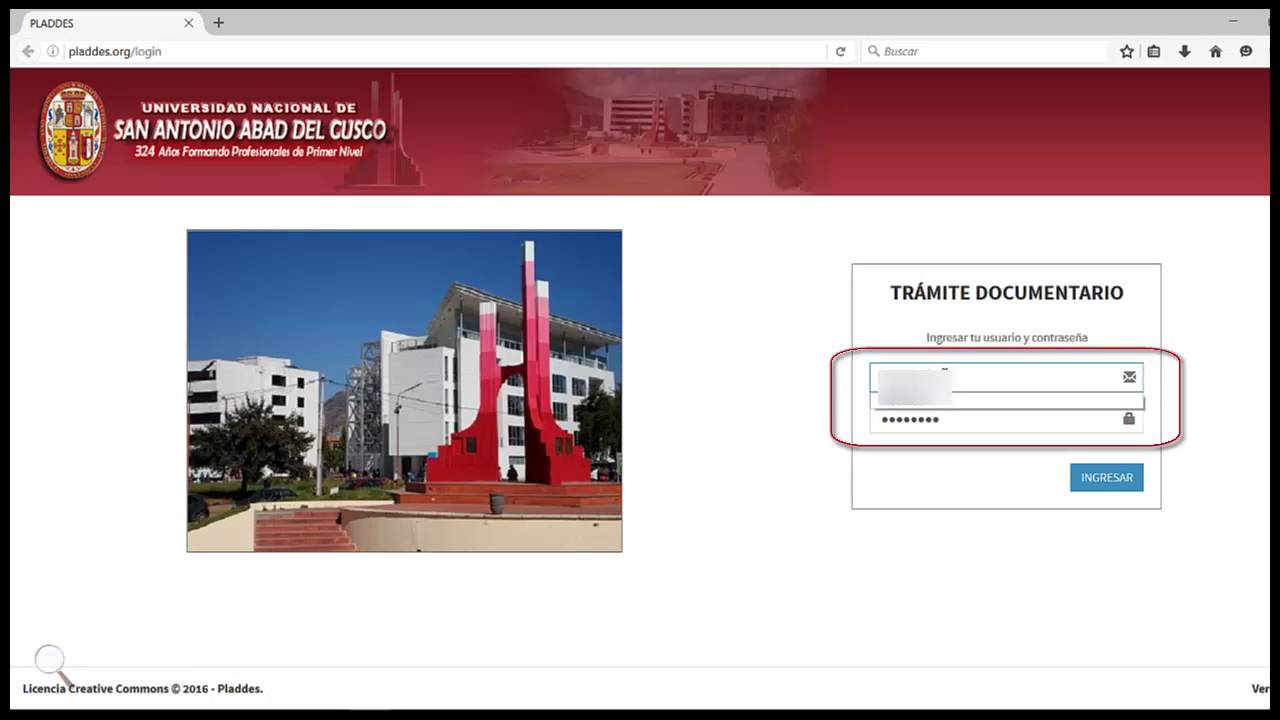 PLADDES
pladdes.org/login
Buscar
UNIVERSIDAD NACIONAL DE
SAN ANTONIO ABAD DEL CUSCO
324 Años Formando Profesionales de Primer Nivel
TRÁMITE DOCUMENTARIO
Ingresar tu usuario y contraseña
INGRESAR
Licencia Creative Commons © 2016 - Pladdes.
Ver